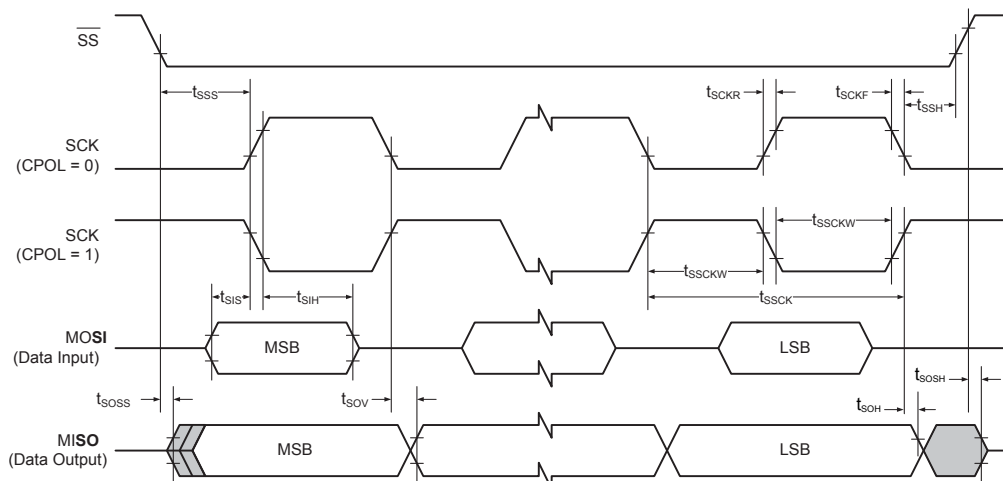 SS
tSSS
tSCKR
tSCKF
tSSH
SCK
(CPOL = 0)
SCK
(CPOL = 1)
tSSCKW
tSSCKW
tSSCK
tSIS
tSIH
MOSI
(Data Input)
MSB
LSB
tSOSS
tSOV
tSOH
tSOSH
MISO
(Data Output)
MSB
LSB